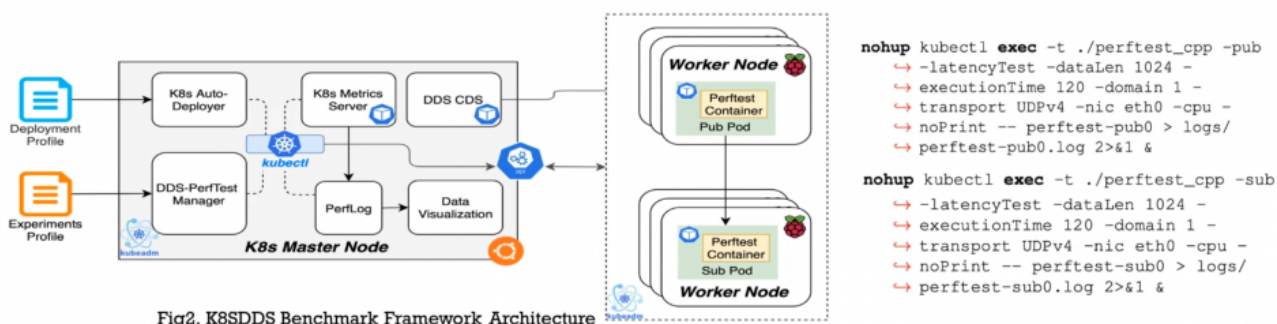 Deployment
Profile
Experiments
Profile
K8s Auto-
Deployer
K8s Metrics
Server
DDS CDS
kubectl
DDS-PerfTest
Manager
PerfLog
Data
Visualization
kubeadm
K8s Master Node
Worker Node
Perftest
Container
Pub Pod
Perftest
Container
Sub Pod
Worker Node
kubeadm
Fig2. K8SDDS Benchmark Framework Architecture
nohup kubectl exec -t ./perftest_cpp -pub
↪ -latencyTest -dataLen 1024 -
↪ executionTime 120 -domain 1 -
↪ transport UDPv4 -nic eth0 -cpu -
↪ noPrint -- perftest-pub0 > logs/
↪ perftest-pub0.log 2>&1 &
nohup kubectl exec -t ./perftest_cpp -sub
↪ -latencyTest -dataLen 1024 -
↪ executionTime 120 -domain 1 -
↪ transport UDPv4 -nic eth0 -cpu -
↪ noPrint -- perftest-sub0 > logs/
↪ perftest-sub0.log 2>&1 &